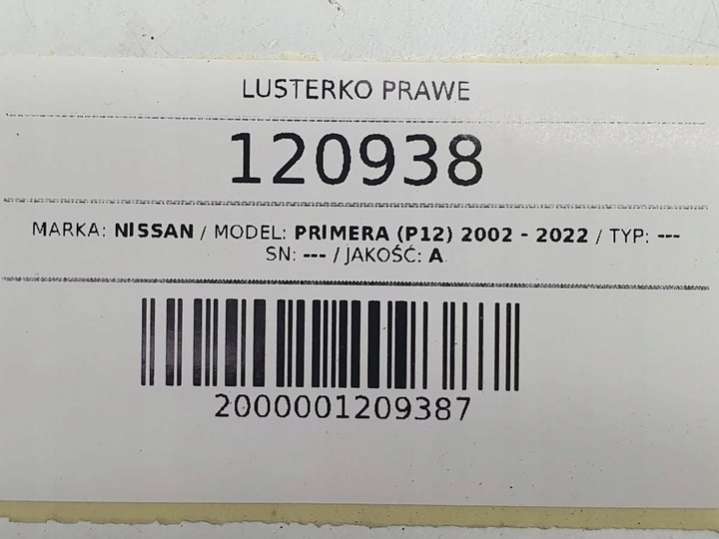 LUSTERKO PRAWE
120938
MARKA: NISSAN / MODEL: PRIMERA (P12) 2002 - 2022 / TYP: ---
SN: --- / JAKOŚĆ: A
2000001209387